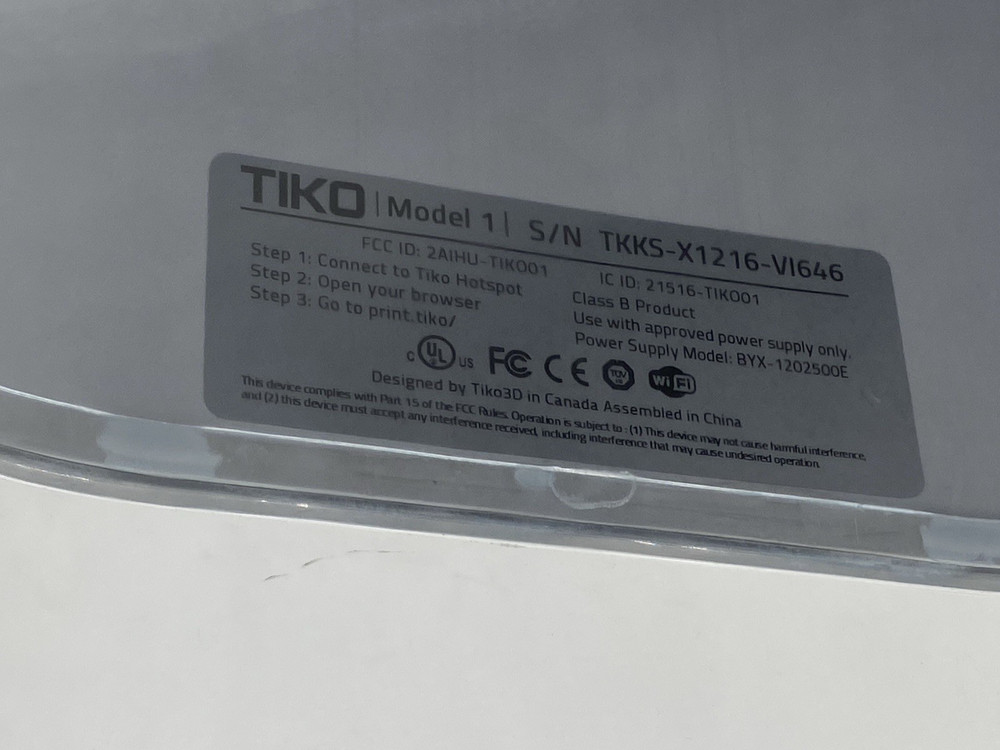 TIKO | Model 1 | S/N TKKS-X1216-VI646
FCC ID: 2AIHU-TIKO01 IC ID: 21516-TIKO01
Step 1: Connect to Tiko Hotspot
Step 2: Open your browser
Step 3: Go to print.tiko/
Class B Product
Use with approved power supply only.
Power Supply Model: BYX-1202500E
c UL US FC CE TUV WiFi
Designed by Tiko3D in Canada Assembled in China
This device complies with Part 15 of the FCC Rules. Operation is subject to : (1) This device may not cause harmful interference,
and (2) this device must accept any interference received, including interference that may cause undesired operation.